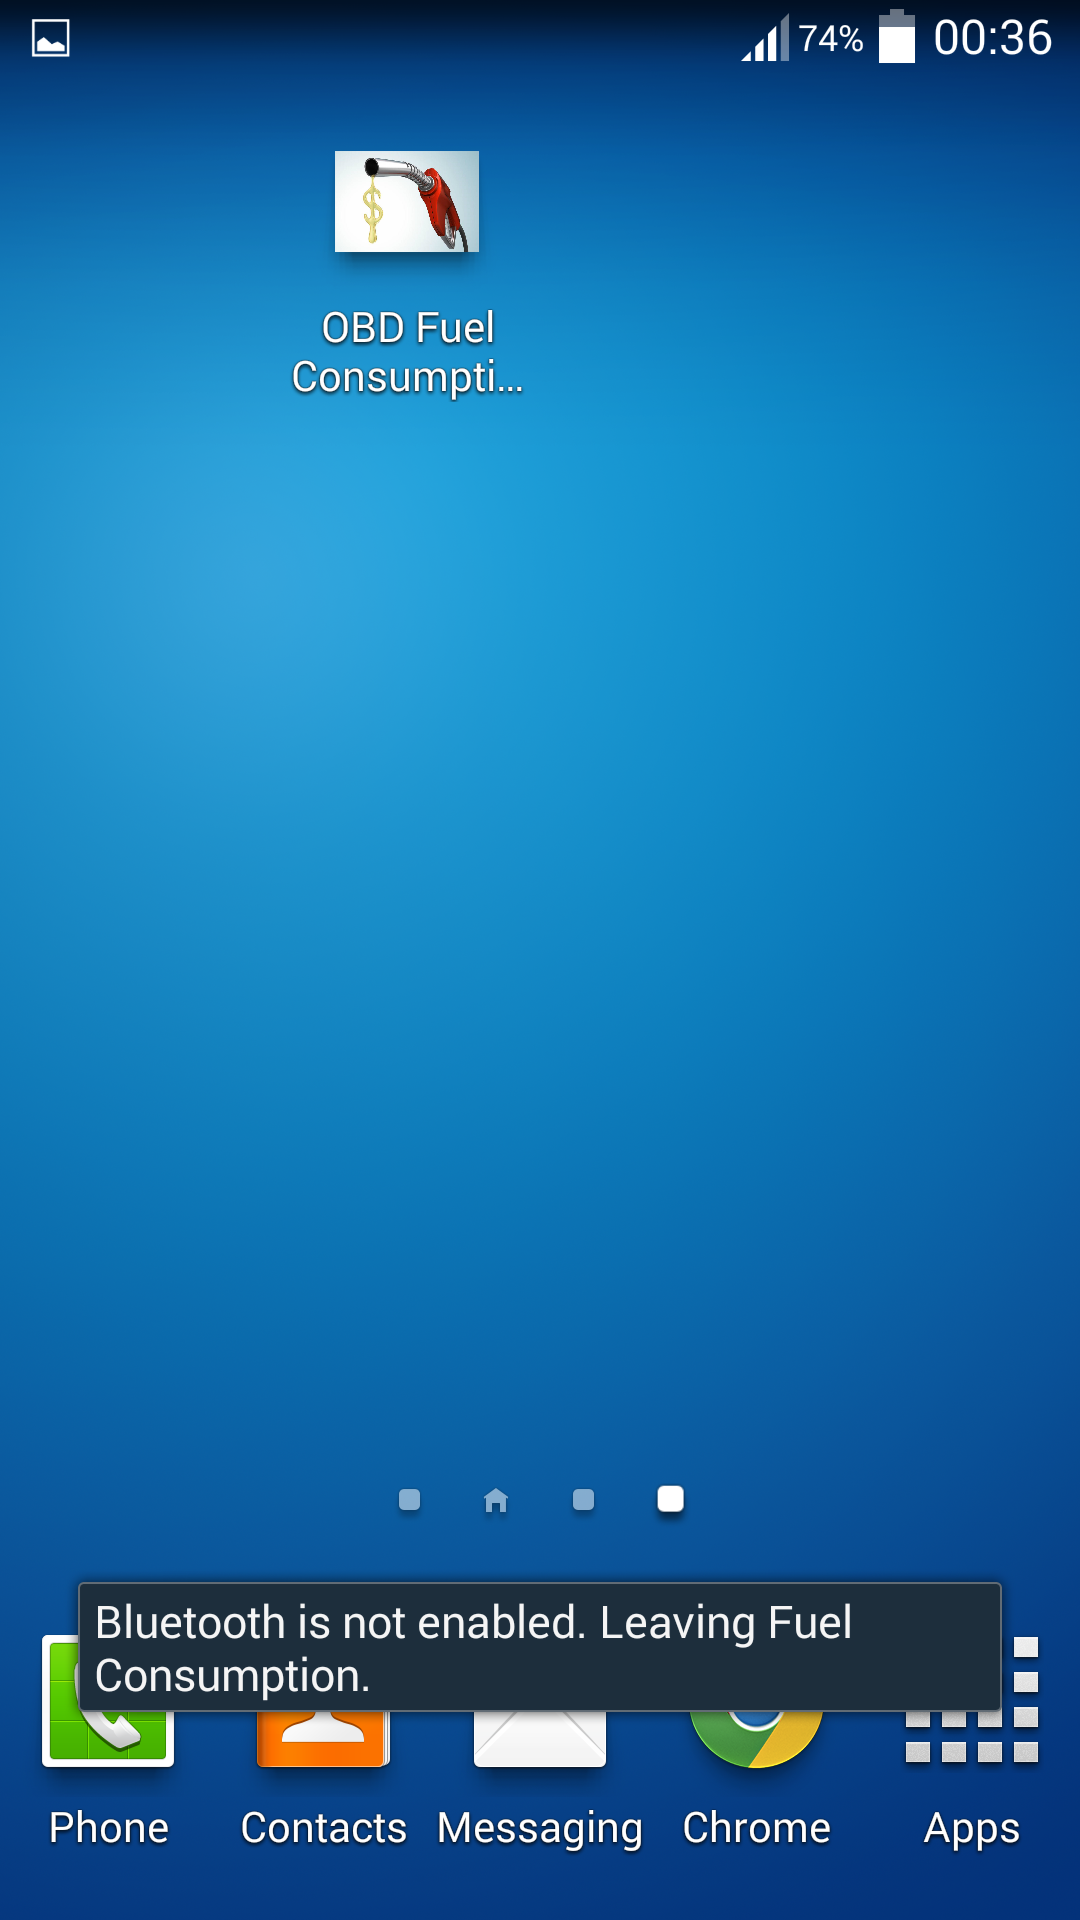 74% 00:36
$
OBD Fuel
Consumpti...
Bluetooth is not enabled. Leaving Fuel
Consumption.
Phone Contacts Messaging Chrome Apps